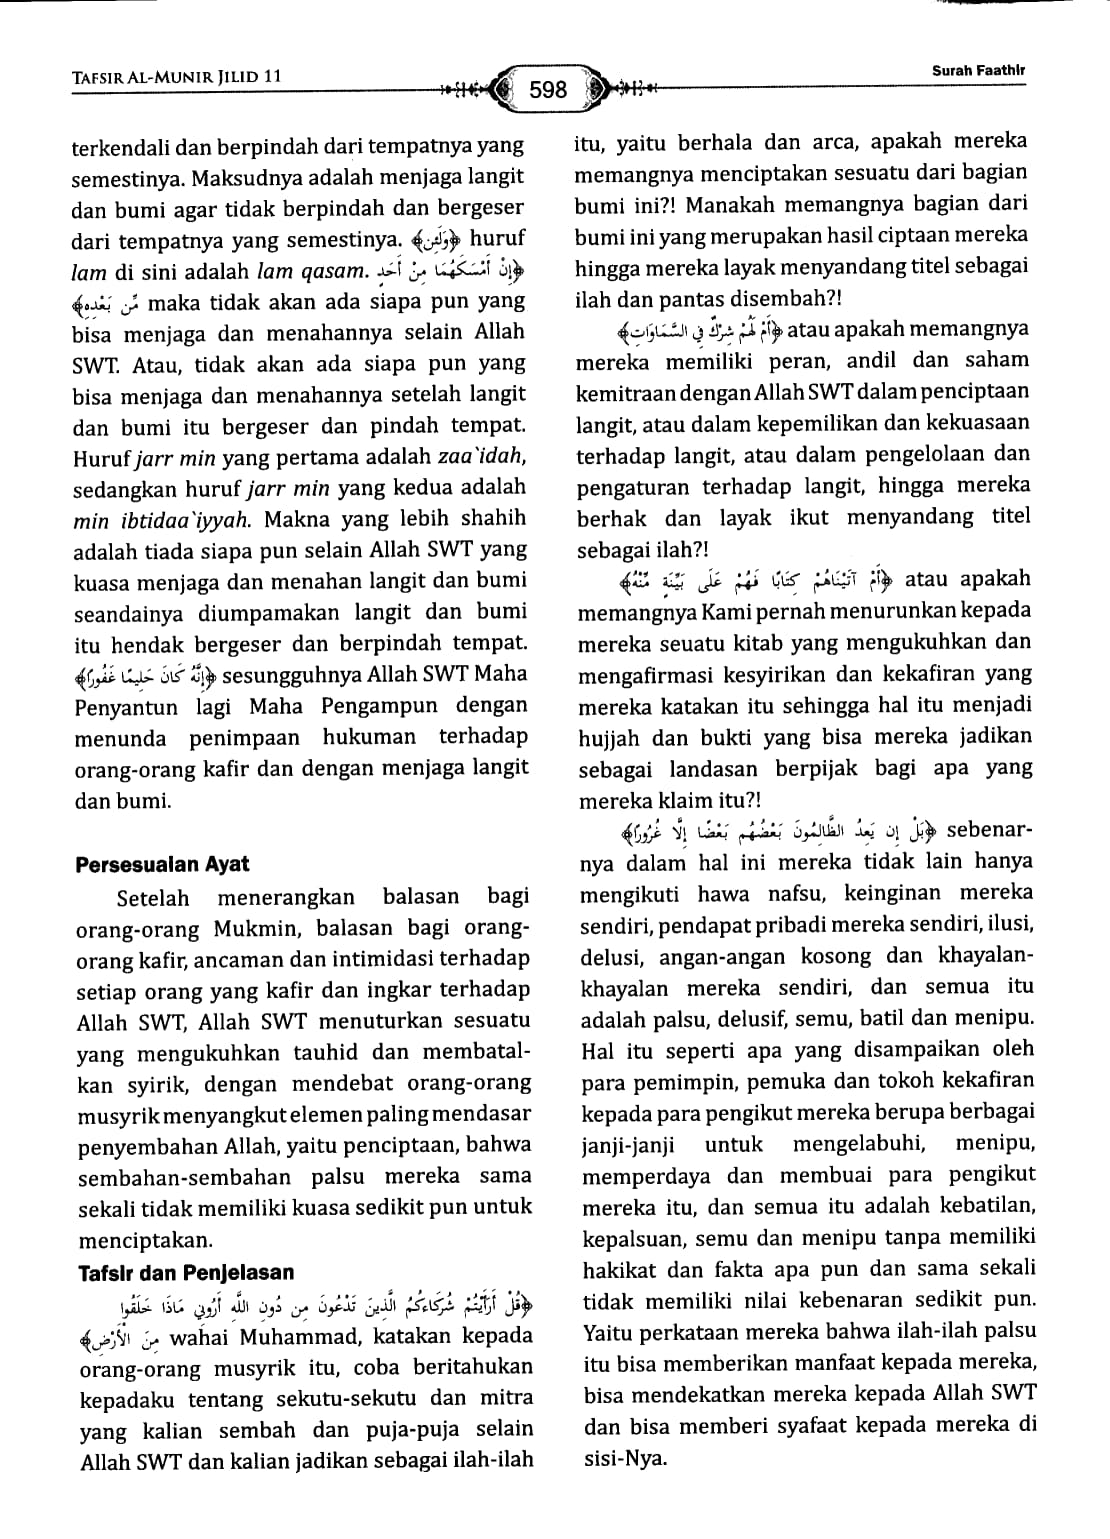 TAFSIR AL-MUNIR JILID 11
598
Surah Faathir
terkendali dan berpindah dari tempatnya yang
semestinya. Maksudnya adalah menjaga langit
dan bumi agar tidak berpindah dan bergeser
dari tempatnya yang semestinya. ﴿وَلَئِن﴾ huruf
lam di sini adalah lam qasam. ﴿إِنْ أَمْسَكَهُمَا مِنْ أَحَدٍ
مِّن بَعْدِهِ﴾ maka tidak akan ada siapa pun yang
bisa menjaga dan menahannya selain Allah
SWT. Atau, tidak akan ada siapa pun yang
bisa menjaga dan menahannya setelah langit
dan bumi itu bergeser dan pindah tempat.
Huruf jarr min yang pertama adalah zaa`idah,
sedangkan huruf jarr min yang kedua adalah
min ibtidaa`iyyah. Makna yang lebih shahih
adalah tiada siapa pun selain Allah SWT yang
kuasa menjaga dan menahan langit dan bumi
seandainya diumpamakan langit dan bumi
itu hendak bergeser dan berpindah tempat.
﴿إِنَّهُ كَانَ حَلِيمًا غَفُورًا﴾ sesungguhnya Allah SWT Maha
Penyantun lagi Maha Pengampun dengan
menunda penimpaan hukuman terhadap
orang-orang kafir dan dengan menjaga langit
dan bumi.
Persesuaian Ayat
Setelah menerangkan balasan bagi
orang-orang Mukmin, balasan bagi orang-
orang kafir, ancaman dan intimidasi terhadap
setiap orang yang kafir dan ingkar terhadap
Allah SWT, Allah SWT menuturkan sesuatu
yang mengukuhkan tauhid dan membatal-
kan syirik, dengan mendebat orang-orang
musyrik menyangkut elemen paling mendasar
penyembahan Allah, yaitu penciptaan, bahwa
sembahan-sembahan palsu mereka sama
sekali tidak memiliki kuasa sedikit pun untuk
menciptakan.
Tafsir dan Penjelasan
﴿قُلْ أَرَأَيْتُمْ شُرَكَاءَكُمُ الَّذِينَ تَدْعُونَ مِن دُونِ اللَّهِ أَرُونِي مَاذَا خَلَقُوا
مِنَ الْأَرْضِ﴾ wahai Muhammad, katakan kepada
orang-orang musyrik itu, coba beritahukan
kepadaku tentang sekutu-sekutu dan mitra
yang kalian sembah dan puja-puja selain
Allah SWT dan kalian jadikan sebagai ilah-ilah
itu, yaitu berhala dan arca, apakah mereka
memangnya menciptakan sesuatu dari bagian
bumi ini?! Manakah memangnya bagian dari
bumi ini yang merupakan hasil ciptaan mereka
hingga mereka layak menyandang titel sebagai
ilah dan pantas disembah?!
﴿أَمْ لَهُمْ شِرْكٌ فِي السَّمَاوَاتِ﴾ atau apakah memangnya
mereka memiliki peran, andil dan saham
kemitraan dengan Allah SWT dalam penciptaan
langit, atau dalam kepemilikan dan kekuasaan
terhadap langit, atau dalam pengelolaan dan
pengaturan terhadap langit, hingga mereka
berhak dan layak ikut menyandang titel
sebagai ilah?!
﴿أَمْ آتَيْنَاهُمْ كِتَابًا فَهُمْ عَلَى بَيِّنَةٍ مِّنْهُ﴾ atau apakah
memangnya Kami pernah menurunkan kepada
mereka seuatu kitab yang mengukuhkan dan
mengafirmasi kesyirikan dan kekafiran yang
mereka katakan itu sehingga hal itu menjadi
hujjah dan bukti yang bisa mereka jadikan
sebagai landasan berpijak bagi apa yang
mereka klaim itu?!
﴿بَلْ إِن يَعِدُ الظَّالِمُونَ بَعْضُهُم بَعْضًا إِلَّا غُرُورًا﴾ sebenar-
nya dalam hal ini mereka tidak lain hanya
mengikuti hawa nafsu, keinginan mereka
sendiri, pendapat pribadi mereka sendiri, ilusi,
delusi, angan-angan kosong dan khayalan-
khayalan mereka sendiri, dan semua itu
adalah palsu, delusif, semu, batil dan menipu.
Hal itu seperti apa yang disampaikan oleh
para pemimpin, pemuka dan tokoh kekafiran
kepada para pengikut mereka berupa berbagai
janji-janji untuk mengelabuhi, menipu,
memperdaya dan membuai para pengikut
mereka itu, dan semua itu adalah kebatilan,
kepalsuan, semu dan menipu tanpa memiliki
hakikat dan fakta apa pun dan sama sekali
tidak memiliki nilai kebenaran sedikit pun.
Yaitu perkataan mereka bahwa ilah-ilah palsu
itu bisa memberikan manfaat kepada mereka,
bisa mendekatkan mereka kepada Allah SWT
dan bisa memberi syafaat kepada mereka di
sisi-Nya.